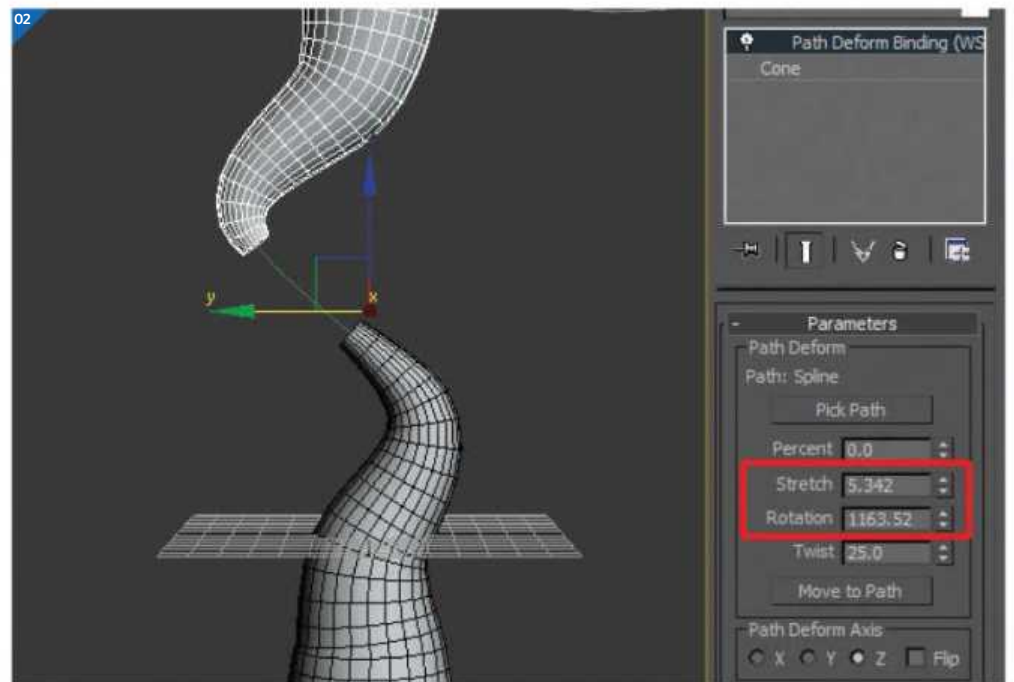 02
Path Deform Binding (WS
Cone
y
x
- Parameters
Path Deform
Path: Spline
Pick Path
Percent 0.0
Stretch 5.342
Rotation 1163.52
Twist 25.0
Move to Path
Path Deform Axis
X Y Z Flip